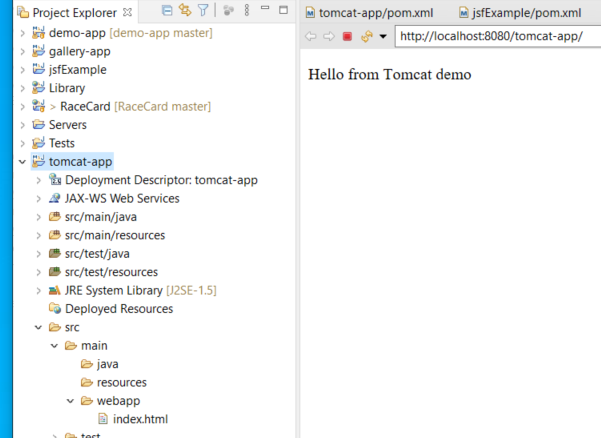 Project Explorer
demo-app [demo-app master]
gallery-app
jsfExample
Library
> RaceCard [RaceCard master]
Servers
Tests
tomcat-app
Deployment Descriptor: tomcat-app
JAX-WS Web Services
src/main/java
src/main/resources
src/test/java
src/test/resources
JRE System Library [J2SE-1.5]
Deployed Resources
src
main
java
resources
webapp
index.html
test
tomcat-app/pom.xml
jsfExample/pom.xml
http://localhost:8080/tomcat-app/
Hello from Tomcat demo